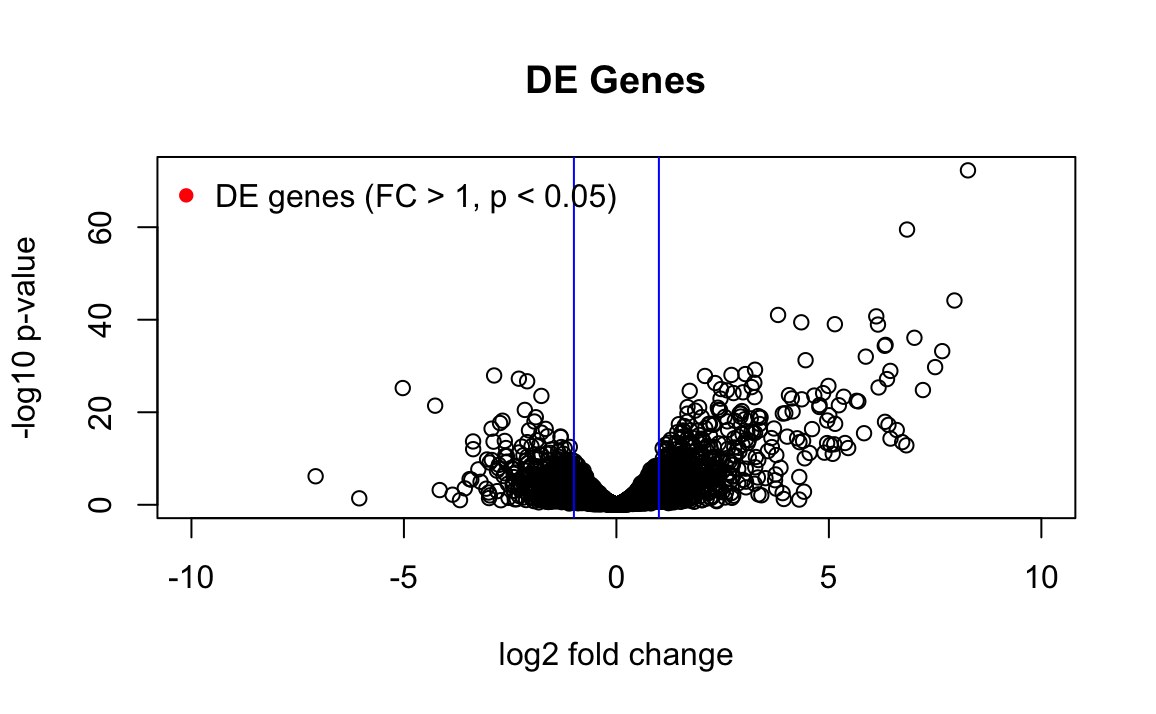 DE Genes
DE genes (FC > 1, p < 0.05)
-log10 p-value
60
40
20
0
-10 -5 0 5 10
log2 fold change